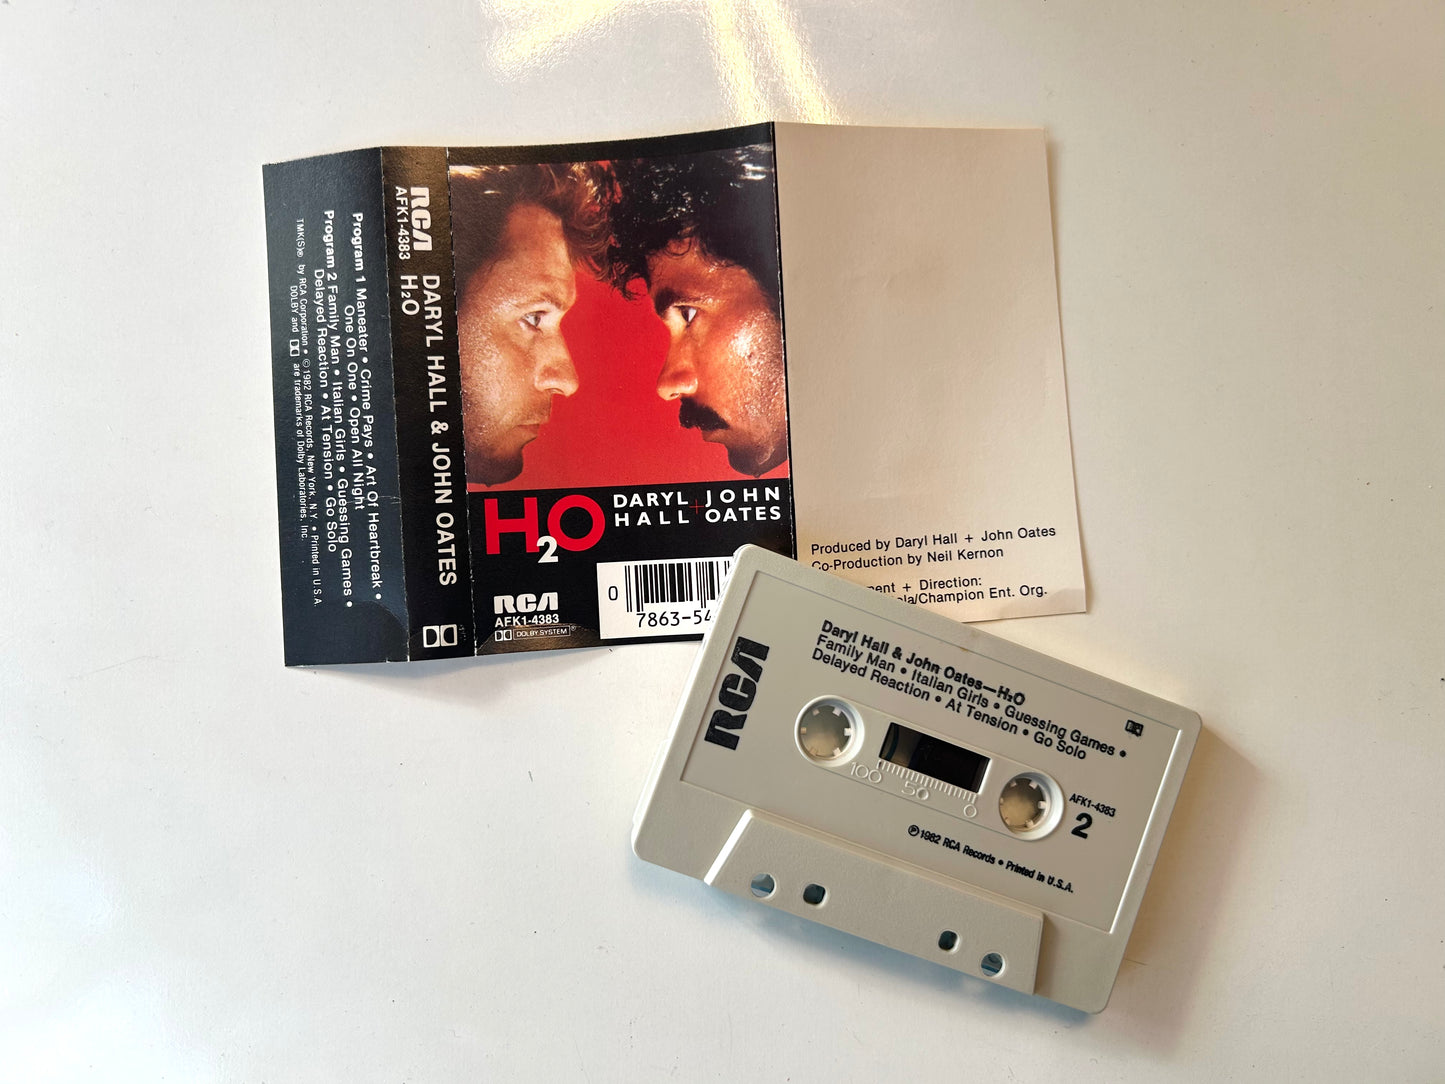 Program 1 Maneater • Crime Pays • Art Of Heartbreak •
One On One • Open All Night
Program 2 Family Man • Italian Girls • Guessing Games •
Delayed Reaction • At Tension • Go Solo
TMK(S)® by RCA Corporation • ©1982 RCA Records, New York, N.Y. • Printed in U.S.A.
DOLBY and are trademarks of Dolby Laboratories, Inc.
RCA
AFK1-4383
DARYL HALL & JOHN OATES
H2O
H2O
DARYL + JOHN
HALL OATES
RCA
AFK1-4383
DOLBY SYSTEM®
0
7863-54
Produced by Daryl Hall + John Oates
Co-Production by Neil Kernon
+ Direction:
/Champion Ent. Org.
RCA
Daryl Hall & John Oates—H2O
Family Man • Italian Girls • Guessing Games •
Delayed Reaction • At Tension • Go Solo
100 50 0
AFK1-4383
2
℗1982 RCA Records • Printed in U.S.A.